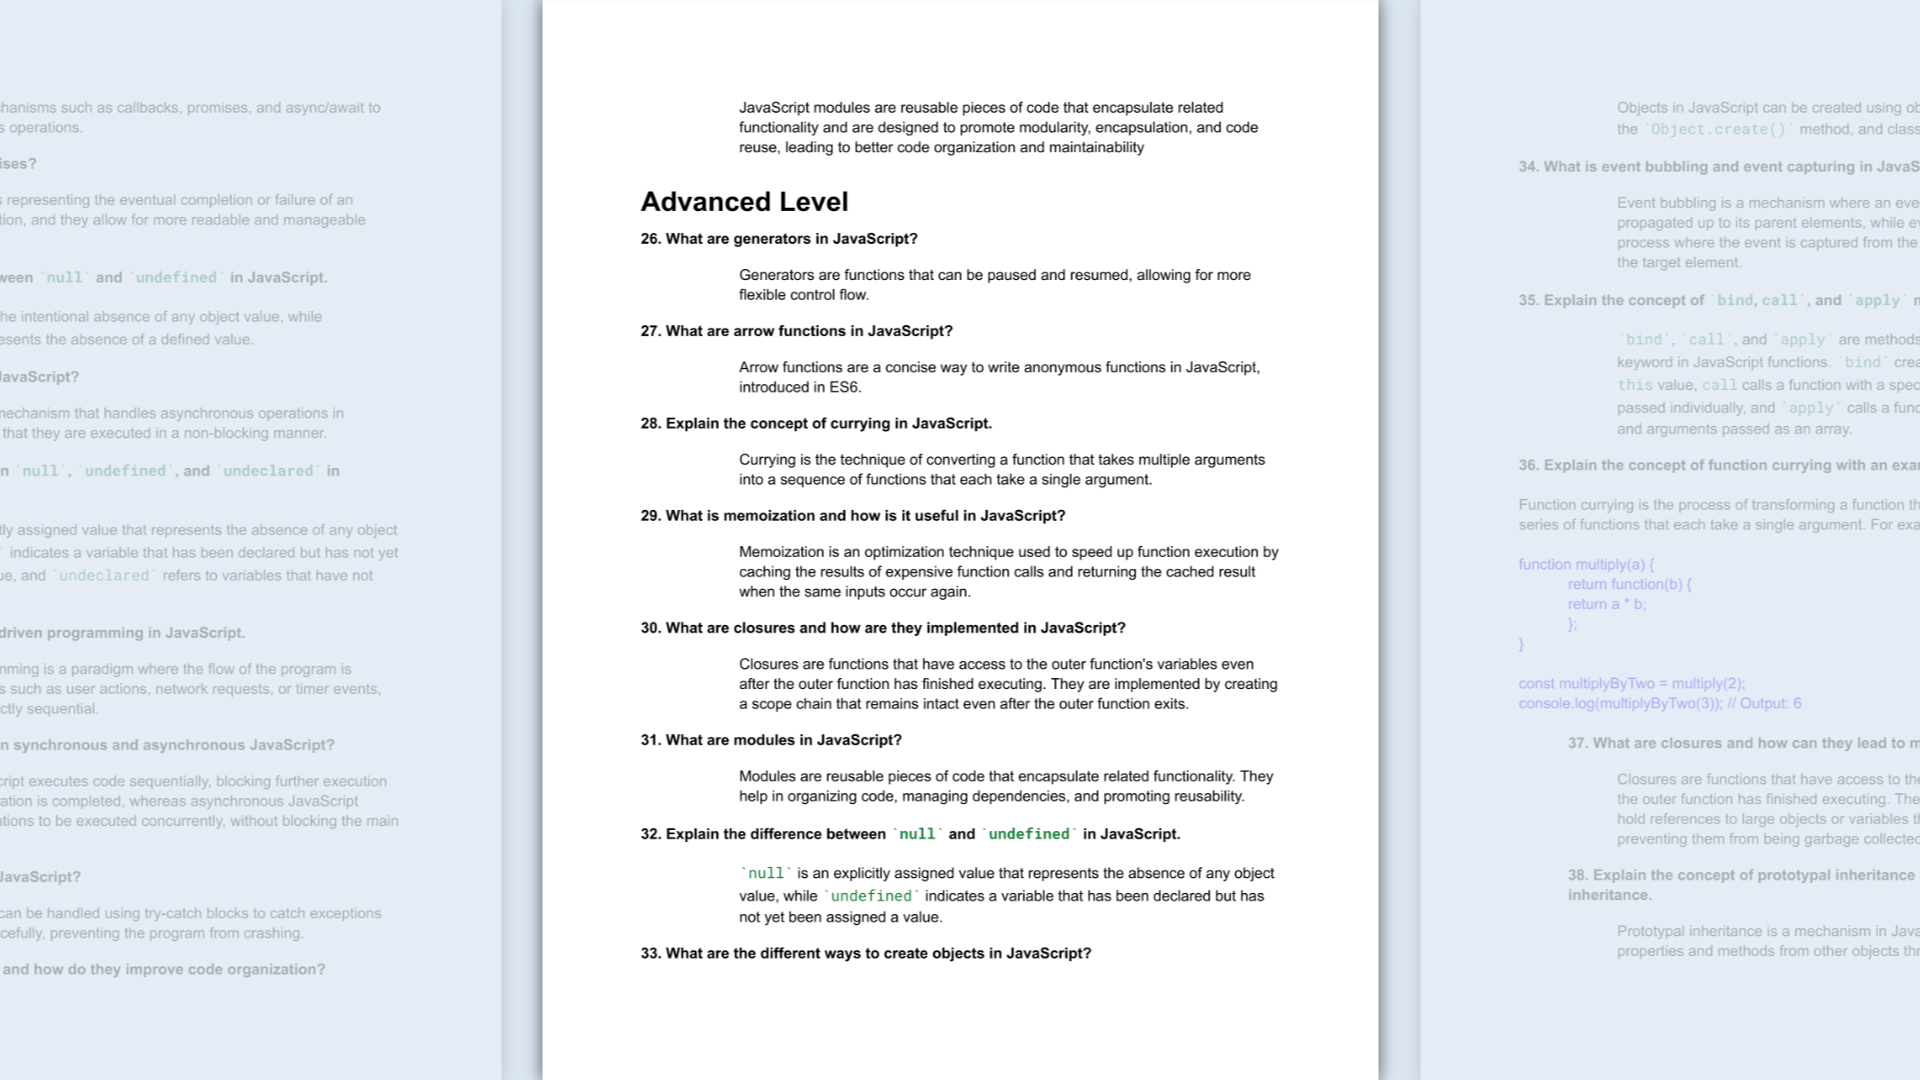 chanisms such as callbacks, promises, and async/await to
s operations.
ises?
s representing the eventual completion or failure of an
tion, and they allow for more readable and manageable
ween `null` and `undefined` in JavaScript.
he intentional absence of any object value, while
esents the absence of a defined value.
JavaScript?
mechanism that handles asynchronous operations in
that they are executed in a non-blocking manner.
n `null`, `undefined`, and `undeclared` in
tly assigned value that represents the absence of any object
` indicates a variable that has been declared but has not yet
ue, and `undeclared` refers to variables that have not
driven programming in JavaScript.
mming is a paradigm where the flow of the program is
s such as user actions, network requests, or timer events,
ctly sequential.
n synchronous and asynchronous JavaScript?
cript executes code sequentially, blocking further execution
ation is completed, whereas asynchronous JavaScript
tions to be executed concurrently, without blocking the main
JavaScript?
can be handled using try-catch blocks to catch exceptions
cefully, preventing the program from crashing.
and how do they improve code organization?
JavaScript modules are reusable pieces of code that encapsulate related
functionality and are designed to promote modularity, encapsulation, and code
reuse, leading to better code organization and maintainability
Advanced Level
26. What are generators in JavaScript?
Generators are functions that can be paused and resumed, allowing for more
flexible control flow.
27. What are arrow functions in JavaScript?
Arrow functions are a concise way to write anonymous functions in JavaScript,
introduced in ES6.
28. Explain the concept of currying in JavaScript.
Currying is the technique of converting a function that takes multiple arguments
into a sequence of functions that each take a single argument.
29. What is memoization and how is it useful in JavaScript?
Memoization is an optimization technique used to speed up function execution by
caching the results of expensive function calls and returning the cached result
when the same inputs occur again.
30. What are closures and how are they implemented in JavaScript?
Closures are functions that have access to the outer function's variables even
after the outer function has finished executing. They are implemented by creating
a scope chain that remains intact even after the outer function exits.
31. What are modules in JavaScript?
Modules are reusable pieces of code that encapsulate related functionality. They
help in organizing code, managing dependencies, and promoting reusability.
32. Explain the difference between `null` and `undefined` in JavaScript.
`null` is an explicitly assigned value that represents the absence of any object
value, while `undefined` indicates a variable that has been declared but has
not yet been assigned a value.
33. What are the different ways to create objects in JavaScript?
Objects in JavaScript can be created using ob
the `Object.create()` method, and class
34. What is event bubbling and event capturing in JavaS
Event bubbling is a mechanism where an eve
propagated up to its parent elements, while ev
process where the event is captured from the
the target element.
35. Explain the concept of `bind, call`, and `apply` m
`bind`, `call`, and `apply` are methods
keyword in JavaScript functions. `bind` crea
this value, call calls a function with a spec
passed individually, and `apply` calls a func
and arguments passed as an array.
36. Explain the concept of function currying with an exa
Function currying is the process of transforming a function th
series of functions that each take a single argument. For exa
function multiply(a) {
return function(b) {
return a * b;
};
}
const multiplyByTwo = multiply(2);
console.log(multiplyByTwo(3)); // Output: 6
37. What are closures and how can they lead to m
Closures are functions that have access to the
the outer function has finished executing. The
hold references to large objects or variables th
preventing them from being garbage collected
38. Explain the concept of prototypal inheritance
inheritance.
Prototypal inheritance is a mechanism in Java
properties and methods from other objects thr